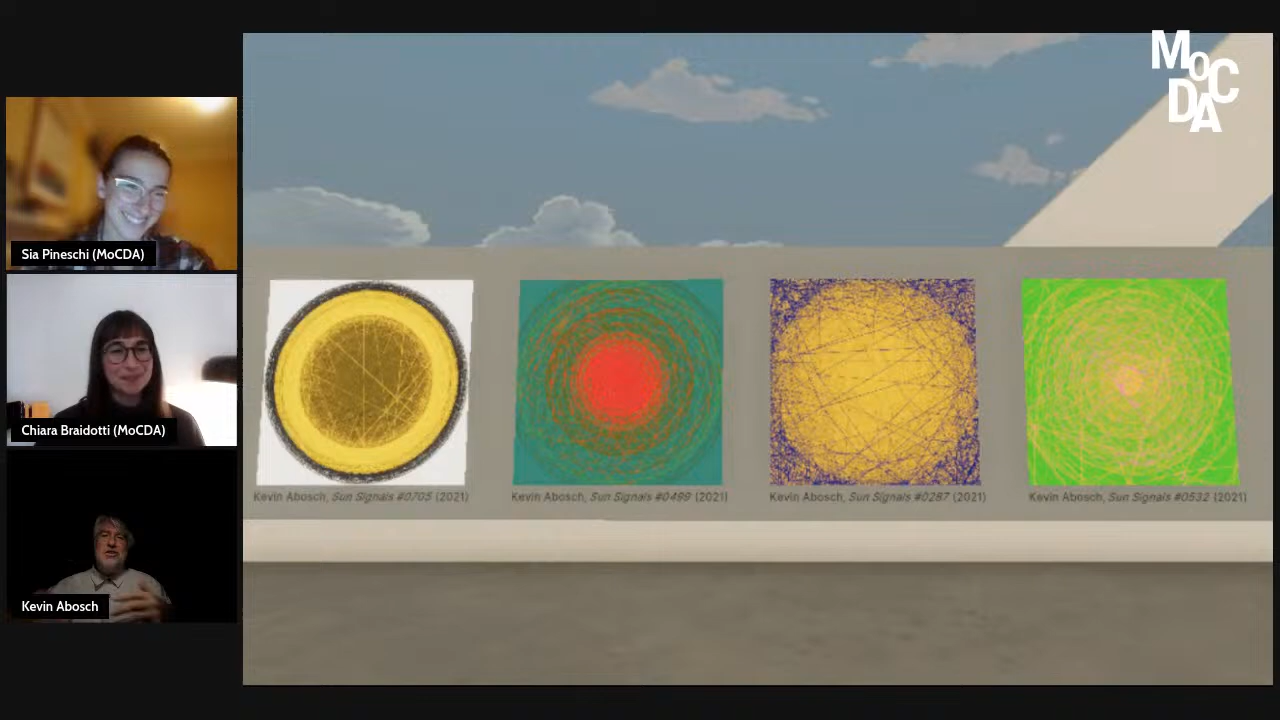 MoCDA
Sia Pineschi (MoCDA)
Chiara Braidotti (MoCDA)
Kevin Abosch
Kevin Abosch, Sun Signals #0705 (2021)
Kevin Abosch, Sun Signals #0499 (2021)
Kevin Abosch, Sun Signals #0287 (2021)
Kevin Abosch, Sun Signals #0532 (2021)